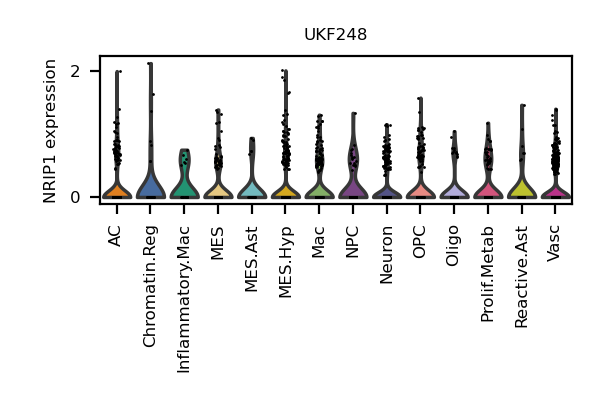 UKF248
NRIP1 expression
2
0
AC
Chromatin.Reg
Inflammatory.Mac
MES
MES.Ast
MES.Hyp
Mac
NPC
Neuron
OPC
Oligo
Prolif.Metab
Reactive.Ast
Vasc